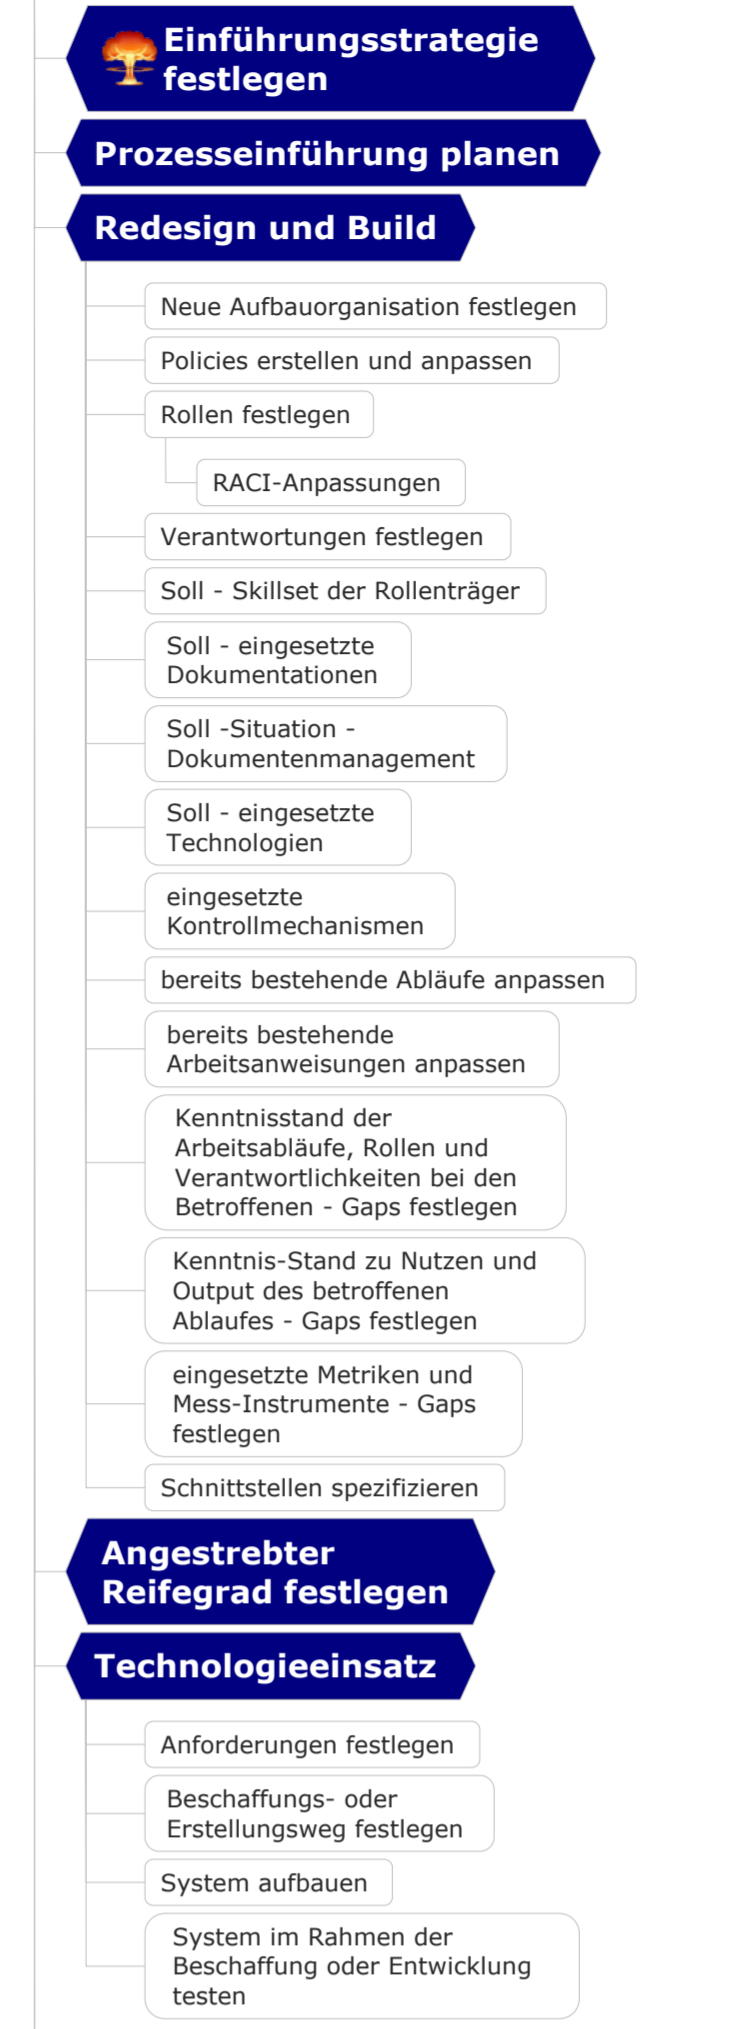 Einführungsstrategie
festlegen
Prozesseinführung planen
Redesign und Build
Neue Aufbauorganisation festlegen
Policies erstellen und anpassen
Rollen festlegen
RACI-Anpassungen
Verantwortungen festlegen
Soll - Skillset der Rollenträger
Soll - eingesetzte
Dokumentationen
Soll -Situation -
Dokumentenmanagement
Soll - eingesetzte
Technologien
eingesetzte
Kontrollmechanismen
bereits bestehende Abläufe anpassen
bereits bestehende
Arbeitsanweisungen anpassen
Kenntnisstand der
Arbeitsabläufe, Rollen und
Verantwortlichkeiten bei den
Betroffenen - Gaps festlegen
Kenntnis-Stand zu Nutzen und
Output des betroffenen
Ablaufes - Gaps festlegen
eingesetzte Metriken und
Mess-Instrumente - Gaps
festlegen
Schnittstellen spezifizieren
Angestrebter
Reifegrad festlegen
Technologieeinsatz
Anforderungen festlegen
Beschaffungs- oder
Erstellungsweg festlegen
System aufbauen
System im Rahmen der
Beschaffung oder Entwicklung
testen